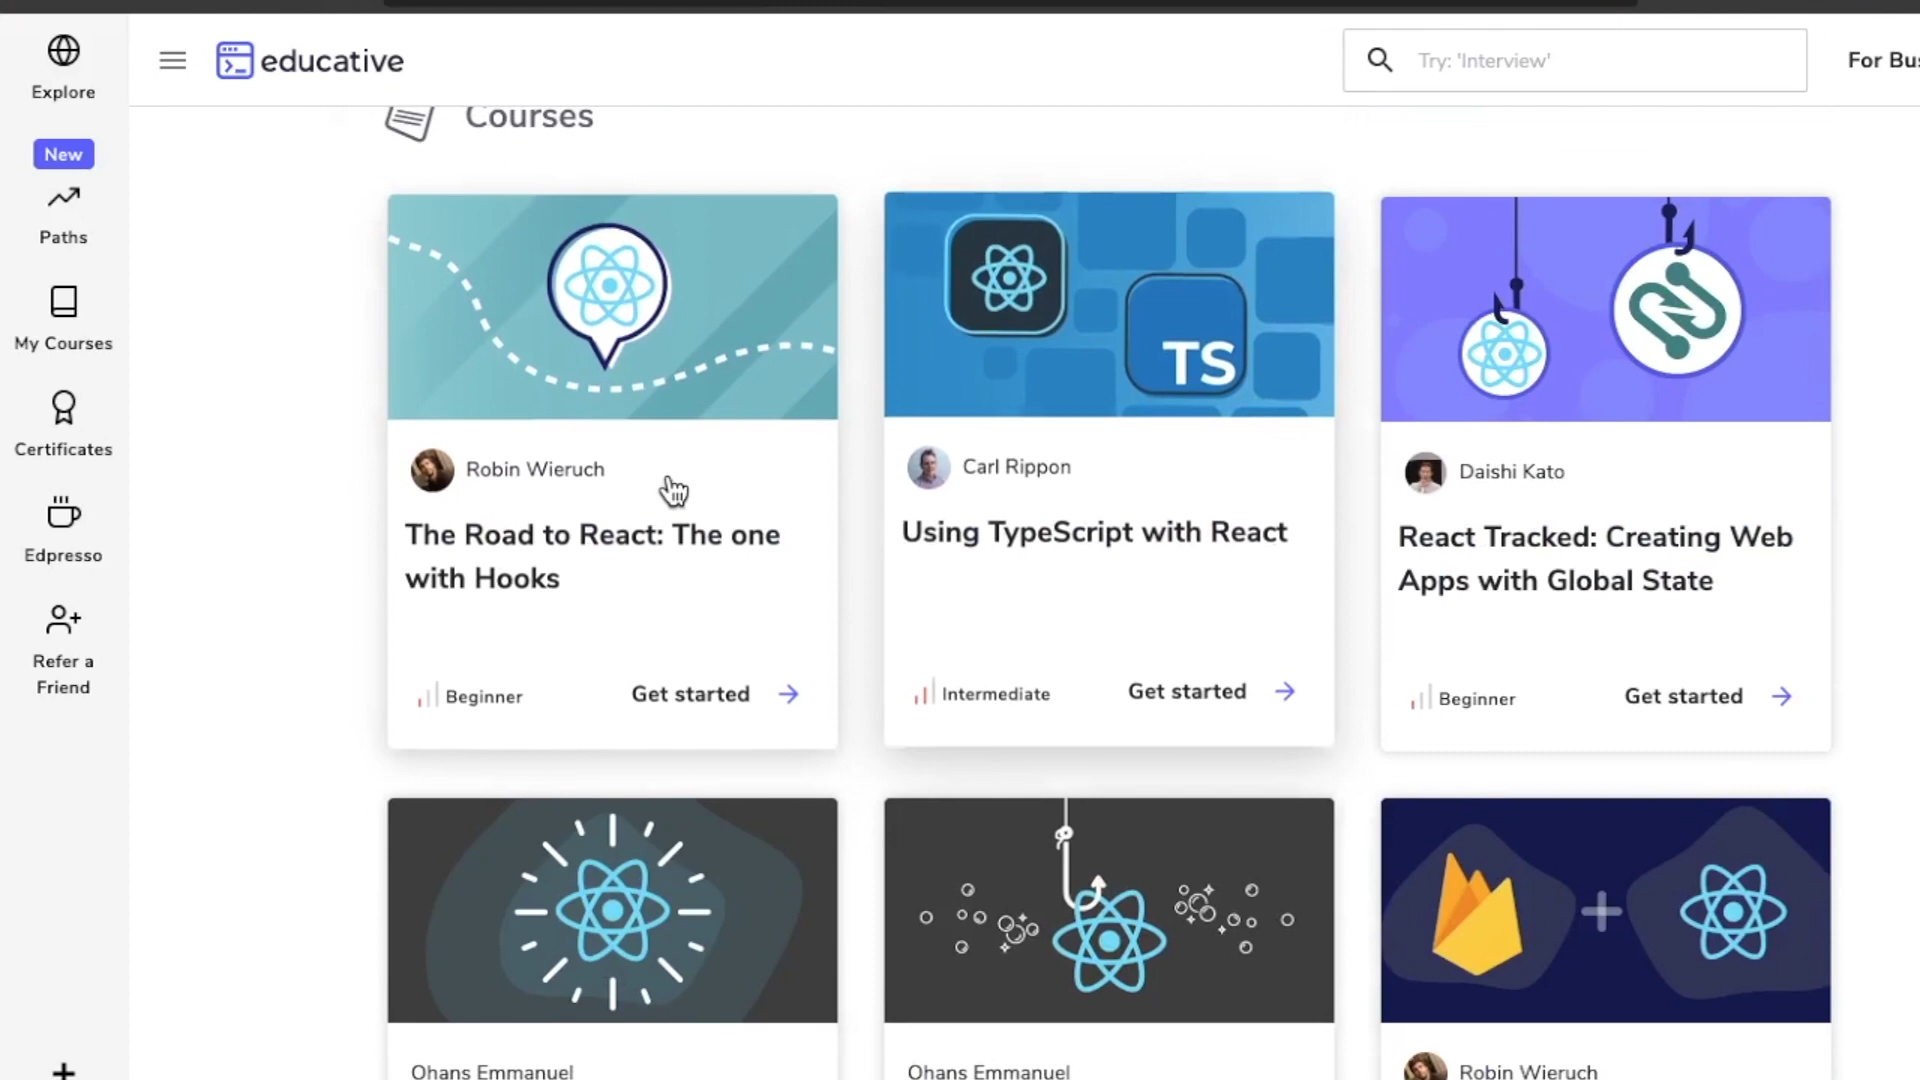 Explore
New
Paths
My Courses
Certificates
Edpresso
Refer a
Friend
educative
Try: 'Interview'
For Bus
Courses
Robin Wieruch
The Road to React: The one
with Hooks
Beginner
Get started
TS
Carl Rippon
Using TypeScript with React
Intermediate
Get started
Daishi Kato
React Tracked: Creating Web
Apps with Global State
Beginner
Get started
Ohans Emmanuel
Ohans Emmanuel
Robin Wieruch